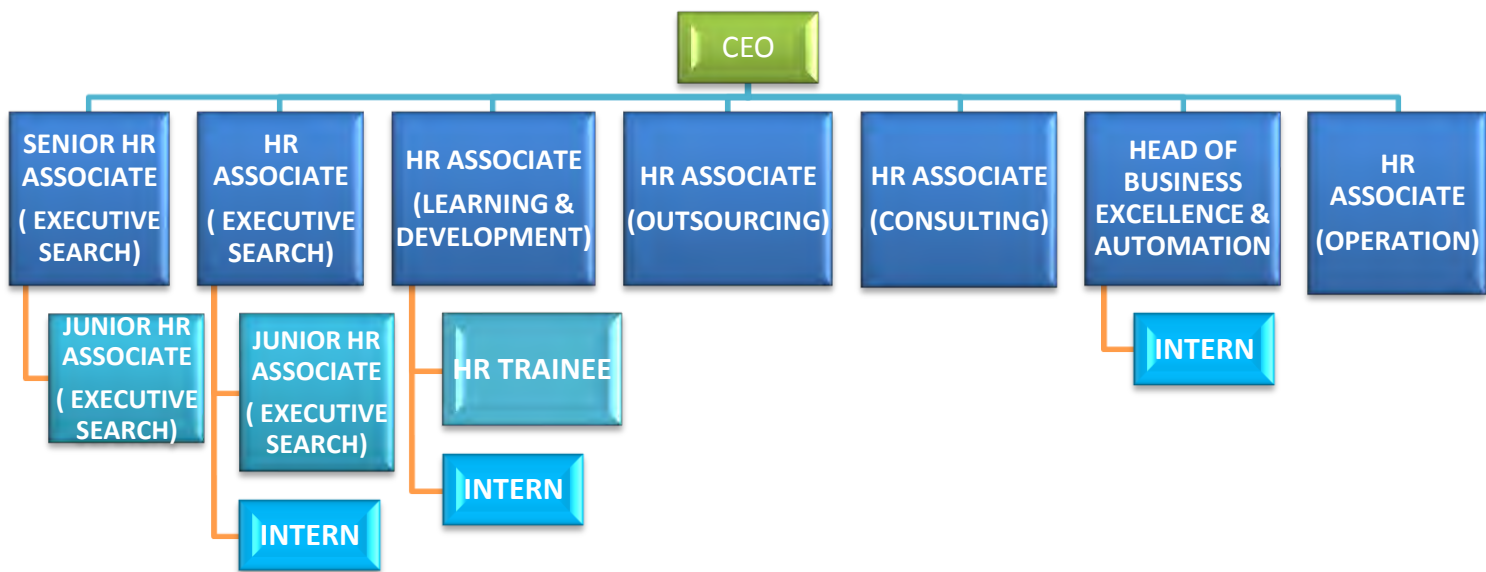 CEO
SENIOR HR
ASSOCIATE
( EXECUTIVE
SEARCH)
HR
ASSOCIATE
( EXECUTIVE
SEARCH)
HR ASSOCIATE
(LEARNING &
DEVELOPMENT)
HR ASSOCIATE
(OUTSOURCING)
HR ASSOCIATE
(CONSULTING)
HEAD OF
BUSINESS
EXCELLENCE &
AUTOMATION
HR
ASSOCIATE
(OPERATION)
JUNIOR HR
ASSOCIATE
( EXECUTIVE
SEARCH)
JUNIOR HR
ASSOCIATE
( EXECUTIVE
SEARCH)
INTERN
HR TRAINEE
INTERN
INTERN